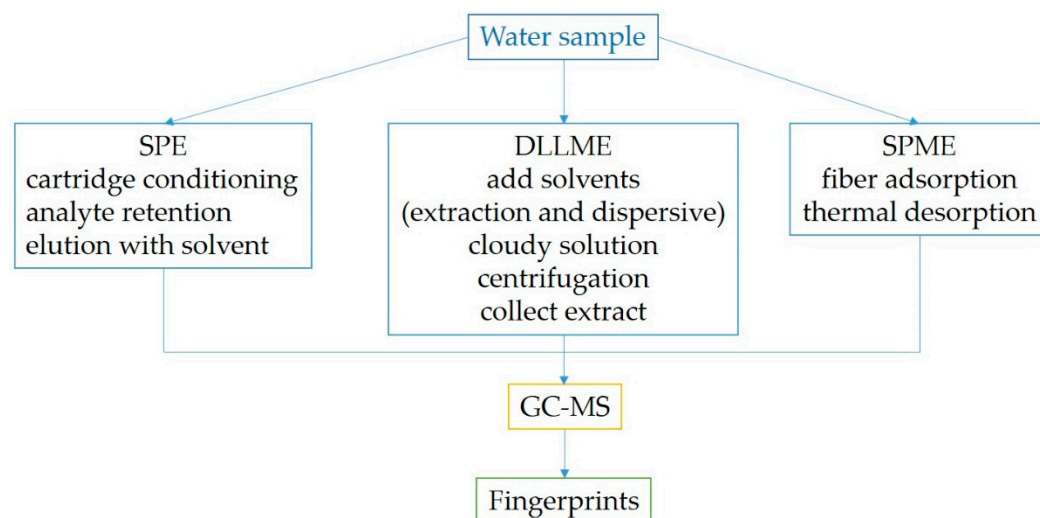 Water sample
SPE
cartridge conditioning
analyte retention
elution with solvent
DLLME
add solvents
(extraction and dispersive)
cloudy solution
centrifugation
collect extract
SPME
fiber adsorption
thermal desorption
GC-MS
Fingerprints